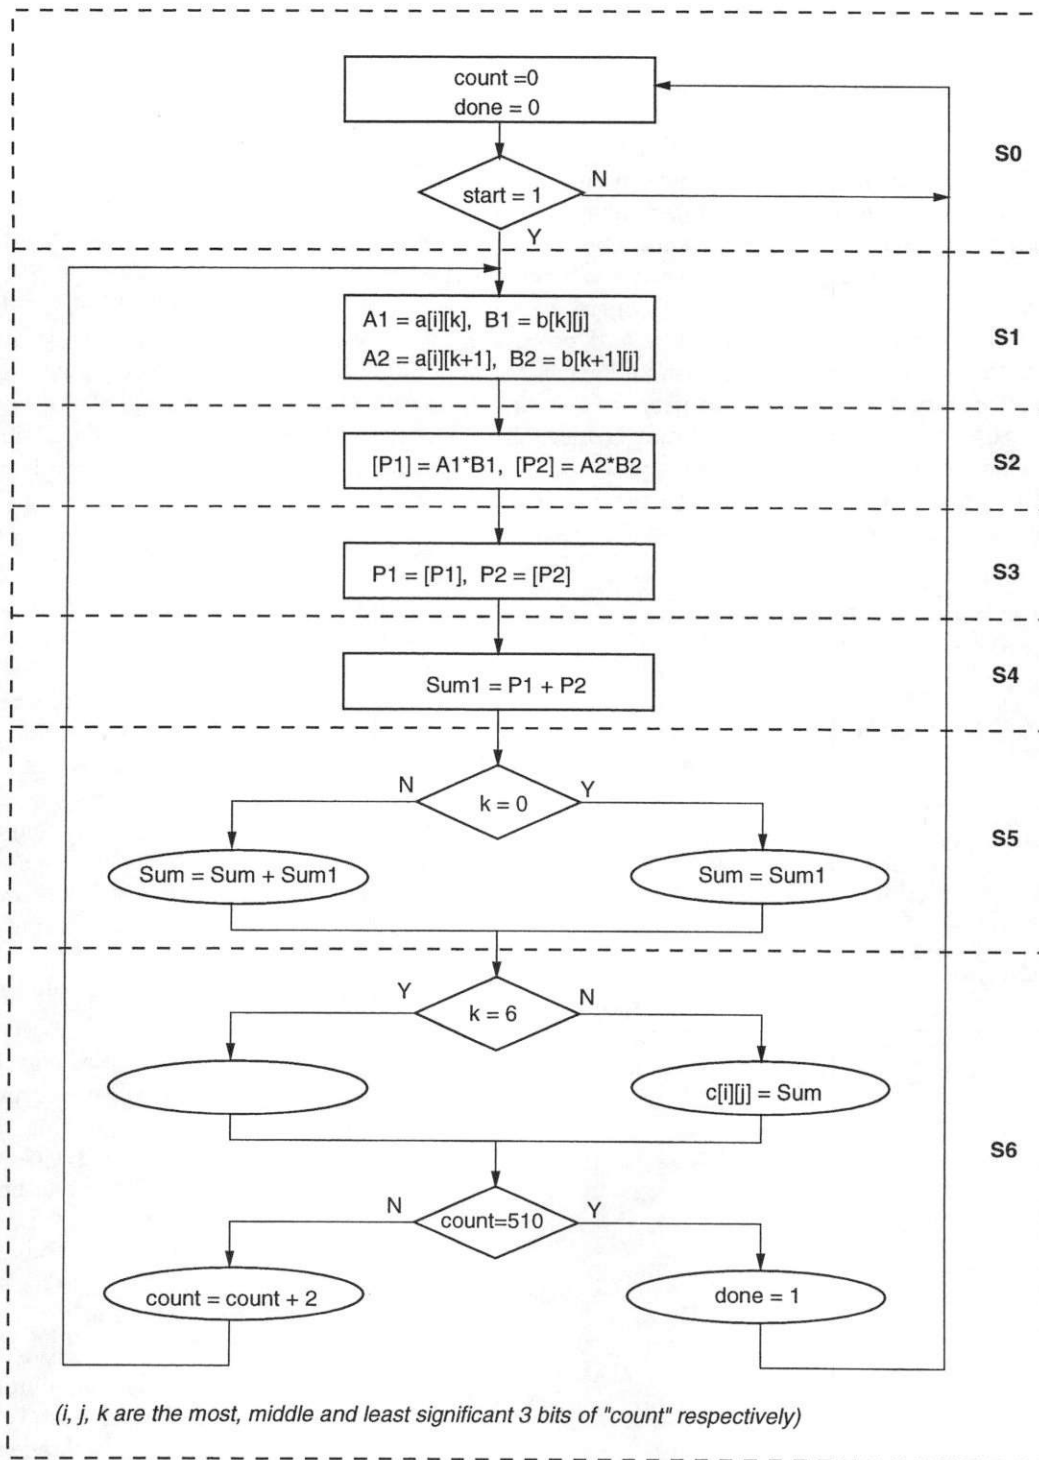 count =0
done = 0
S0
start = 1
N
Y
A1 = a[i][k], B1 = b[k][j]
A2 = a[i][k+1], B2 = b[k+1][j]
S1
[P1] = A1*B1, [P2] = A2*B2
S2
P1 = [P1], P2 = [P2]
S3
Sum1 = P1 + P2
S4
N
k = 0
Y
S5
Sum = Sum + Sum1
Sum = Sum1
Y
k = 6
N
c[i][j] = Sum
S6
N
count=510
Y
count = count + 2
done = 1
(i, j, k are the most, middle and least significant 3 bits of "count" respectively)